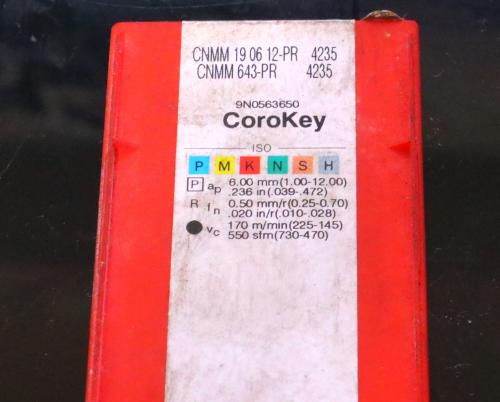 CNMM 19 06 12-PR 4235
CNMM 643-PR 4235
9N0563650
CoroKey
ISO
P M K N S H
P ap 6.00 mm(1.00-12.00)
.236 in(.039-.472)
R fn 0.50 mm/r(0.25-0.70)
.020 in/r(.010-.028)
vc 170 m/min(225-145)
550 sfm(730-470)